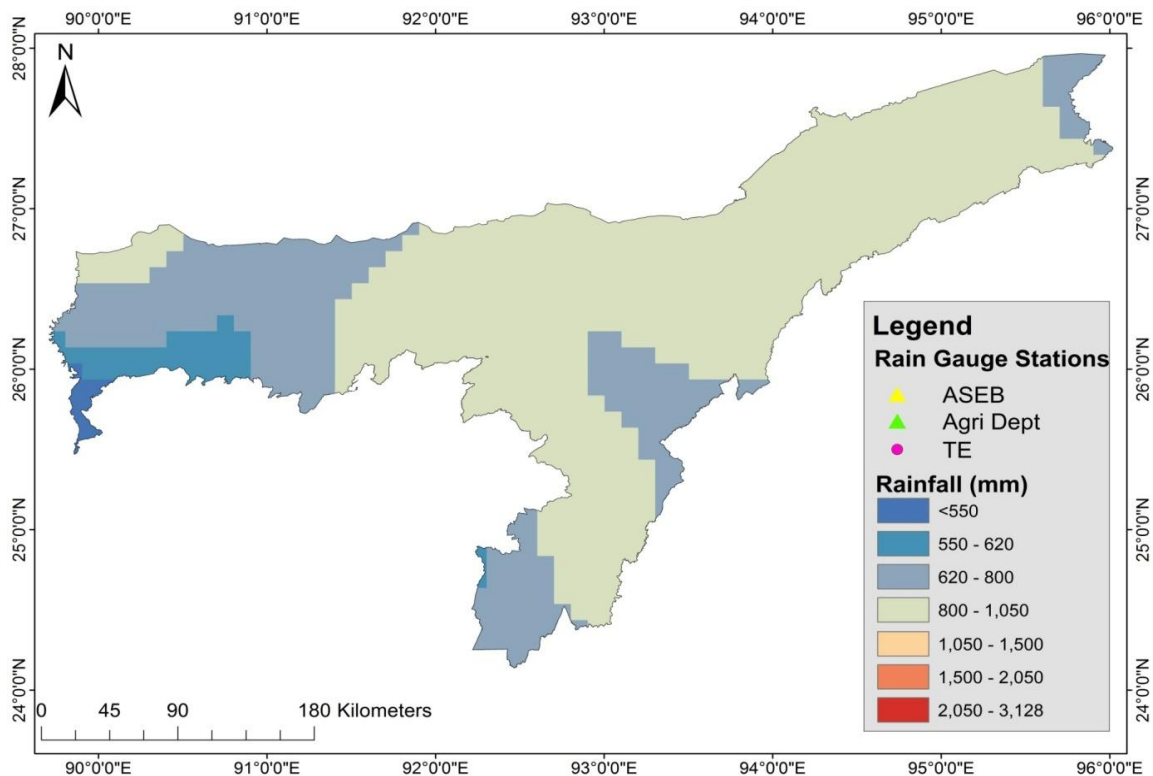 90°0'0"E 91°0'0"E 92°0'0"E 93°0'0"E 94°0'0"E 95°0'0"E 96°0'0"E
N
28°0'0"N 28°0'0"N
27°0'0"N 27°0'0"N
26°0'0"N 26°0'0"N
25°0'0"N 25°0'0"N
24°0'0"N 24°0'0"N
Legend
Rain Gauge Stations
ASEB
Agri Dept
TE
Rainfall (mm)
<550
550 - 620
620 - 800
800 - 1,050
1,050 - 1,500
1,500 - 2,050
2,050 - 3,128
0 45 90 180 Kilometers
90°0'0"E 91°0'0"E 92°0'0"E 93°0'0"E 94°0'0"E 95°0'0"E 96°0'0"E